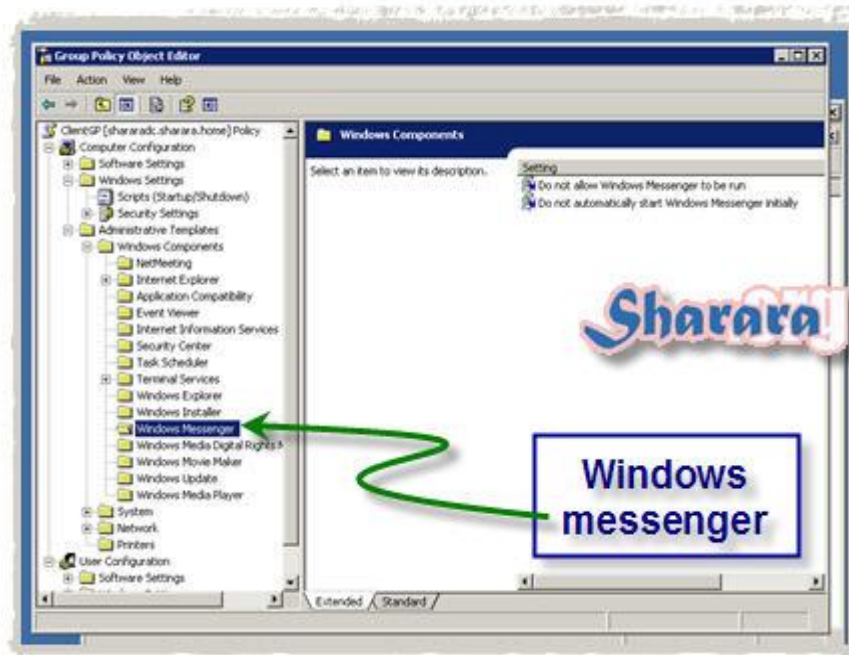 Group Policy Object Editor
File Action View Help
ClientGP [shararadc.sharara.home] Policy
Computer Configuration
Software Settings
Windows Settings
Scripts (Startup/Shutdown)
Security Settings
Administrative Templates
Windows Components
NetMeeting
Internet Explorer
Application Compatibility
Event Viewer
Internet Information Services
Security Center
Task Scheduler
Terminal Services
Windows Explorer
Windows Installer
Windows Messenger
Windows Media Digital Rights M
Windows Movie Maker
Windows Update
Windows Media Player
System
Network
Printers
User Configuration
Software Settings
Windows Components
Select an item to view its description.
Setting
Do not allow Windows Messenger to be run
Do not automatically start Windows Messenger initially
Sharara
org
Windows
messenger
Extended
Standard